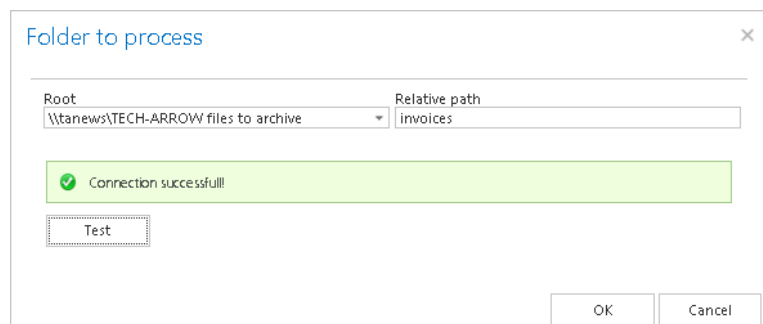 Folder to process
Root
Relative path
\\tanews\TECH-ARROW files to archive
invoices
Connection successfull!
Test
OK
Cancel